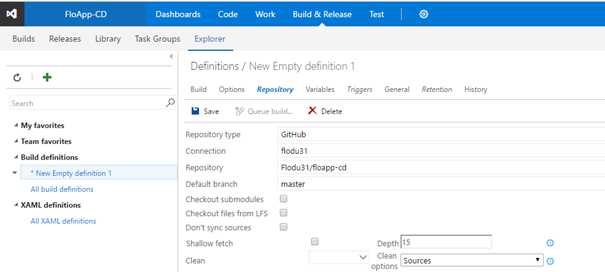 FloApp-CD Dashboards Code Work Build & Release Test
Builds Releases Library Task Groups Explorer
Definitions / New Empty definition 1
Build Options Repository Variables Triggers General Retention History
Search
Save Queue build... Delete
My favorites
Team favorites
Build definitions
* New Empty definition 1
All build definitions
XAML definitions
All XAML definitions
Repository type GitHub
Connection flodu31
Repository Flodu31/floapp-cd
Default branch master
Checkout submodules
Checkout files from LFS
Don't sync sources
Shallow fetch Depth 15
Clean Clean options Sources